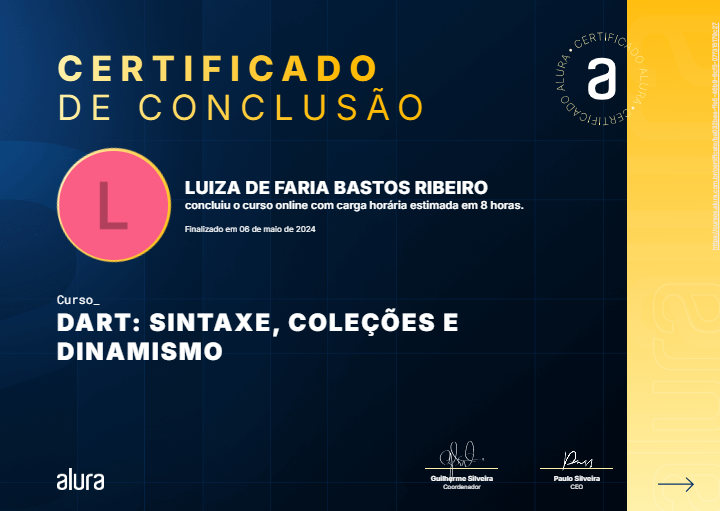 CERTIFICADO
DE CONCLUSÃO
CERTIFICADO ALURA • CERTIFICADO ALURA •
a
L
LUIZA DE FARIA BASTOS RIBEIRO
concluiu o curso online com carga horária estimada em 8 horas.
Finalizado em 06 de maio de 2024
Curso_
DART: SINTAXE, COLEÇÕES E
DINAMISMO
Guilherme Silveira
Coordenador
Paulo Silveira
CEO
alura